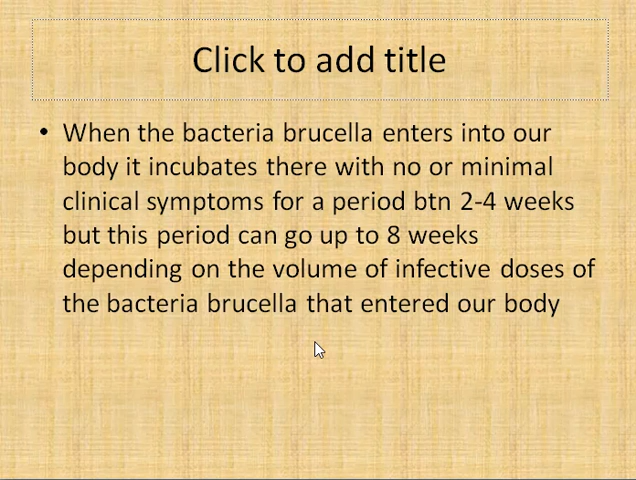 Click to add title
• When the bacteria brucella enters into our
body it incubates there with no or minimal
clinical symptoms for a period btn 2-4 weeks
but this period can go up to 8 weeks
depending on the volume of infective doses of
the bacteria brucella that entered our body